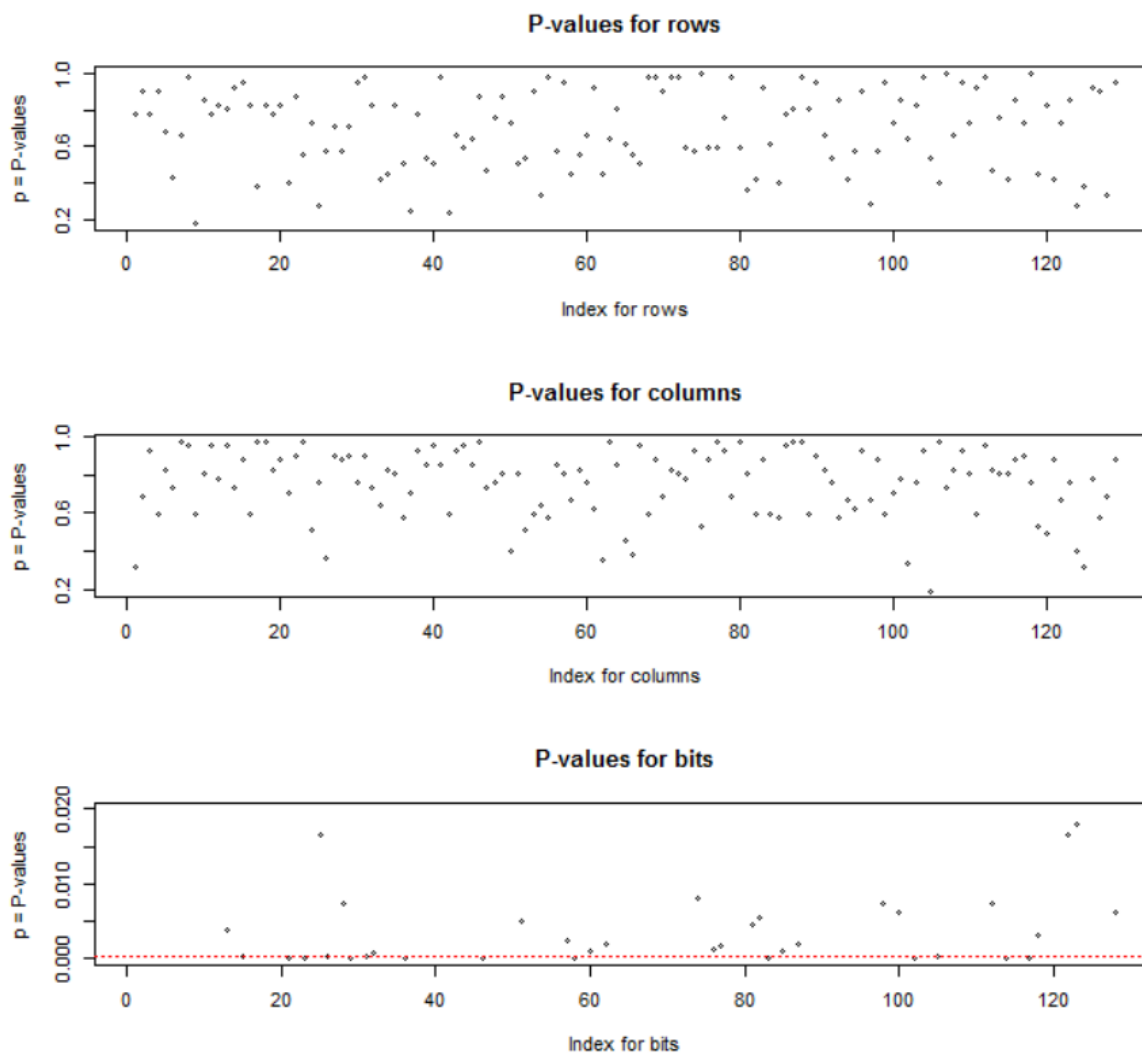 P-values for rows
p = P-values
1.0
0.6
0.2
0 20 40 60 80 100 120
Index for rows
P-values for columns
p = P-values
1.0
0.6
0.2
0 20 40 60 80 100 120
Index for columns
P-values for bits
p = P-values
0.020
0.010
0.000
0 20 40 60 80 100 120
Index for bits